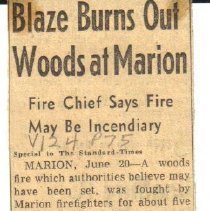 Blaze Burns Out
Woods at Marion
Fire Chief Says Fire
May Be Incendiary
V124 P75
Special to The Standard-Times
MARION, June 20—A woods
fire which authorities believe may
have been set, was fought by
Marion firefighters for about five